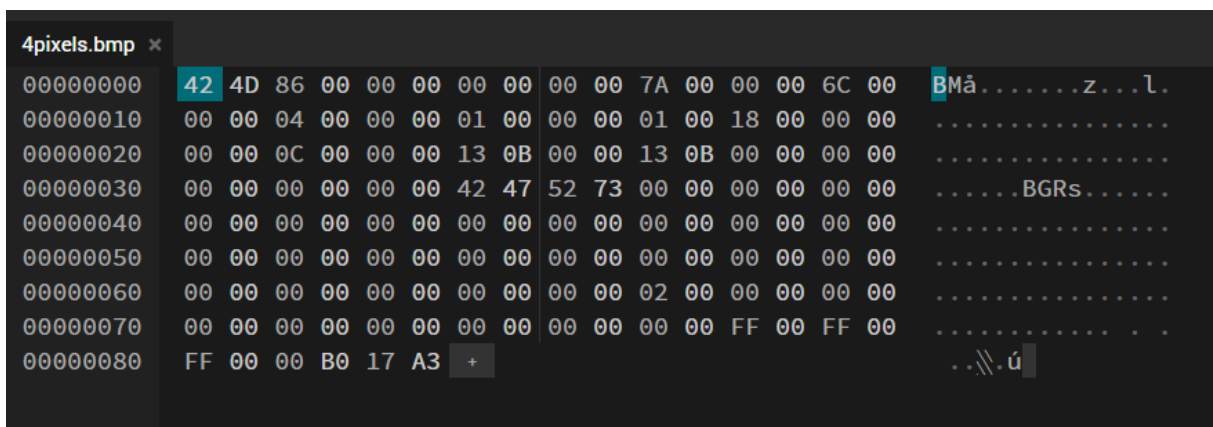 4pixels.bmp ×
00000000 42 4D 86 00 00 00 00 00 00 00 7A 00 00 00 6C 00 BMå.......z...l.
00000010 00 00 04 00 00 00 01 00 00 00 01 00 18 00 00 00 ................
00000020 00 00 0C 00 00 00 13 0B 00 00 13 0B 00 00 00 00 ................
00000030 00 00 00 00 00 00 42 47 52 73 00 00 00 00 00 00 ......BGRs......
00000040 00 00 00 00 00 00 00 00 00 00 00 00 00 00 00 00 ................
00000050 00 00 00 00 00 00 00 00 00 00 00 00 00 00 00 00 ................
00000060 00 00 00 00 00 00 00 00 00 00 02 00 00 00 00 00 ................
00000070 00 00 00 00 00 00 00 00 00 00 00 00 FF 00 FF 00 ............ . .
00000080 FF 00 00 B0 17 A3 + ..░.ú